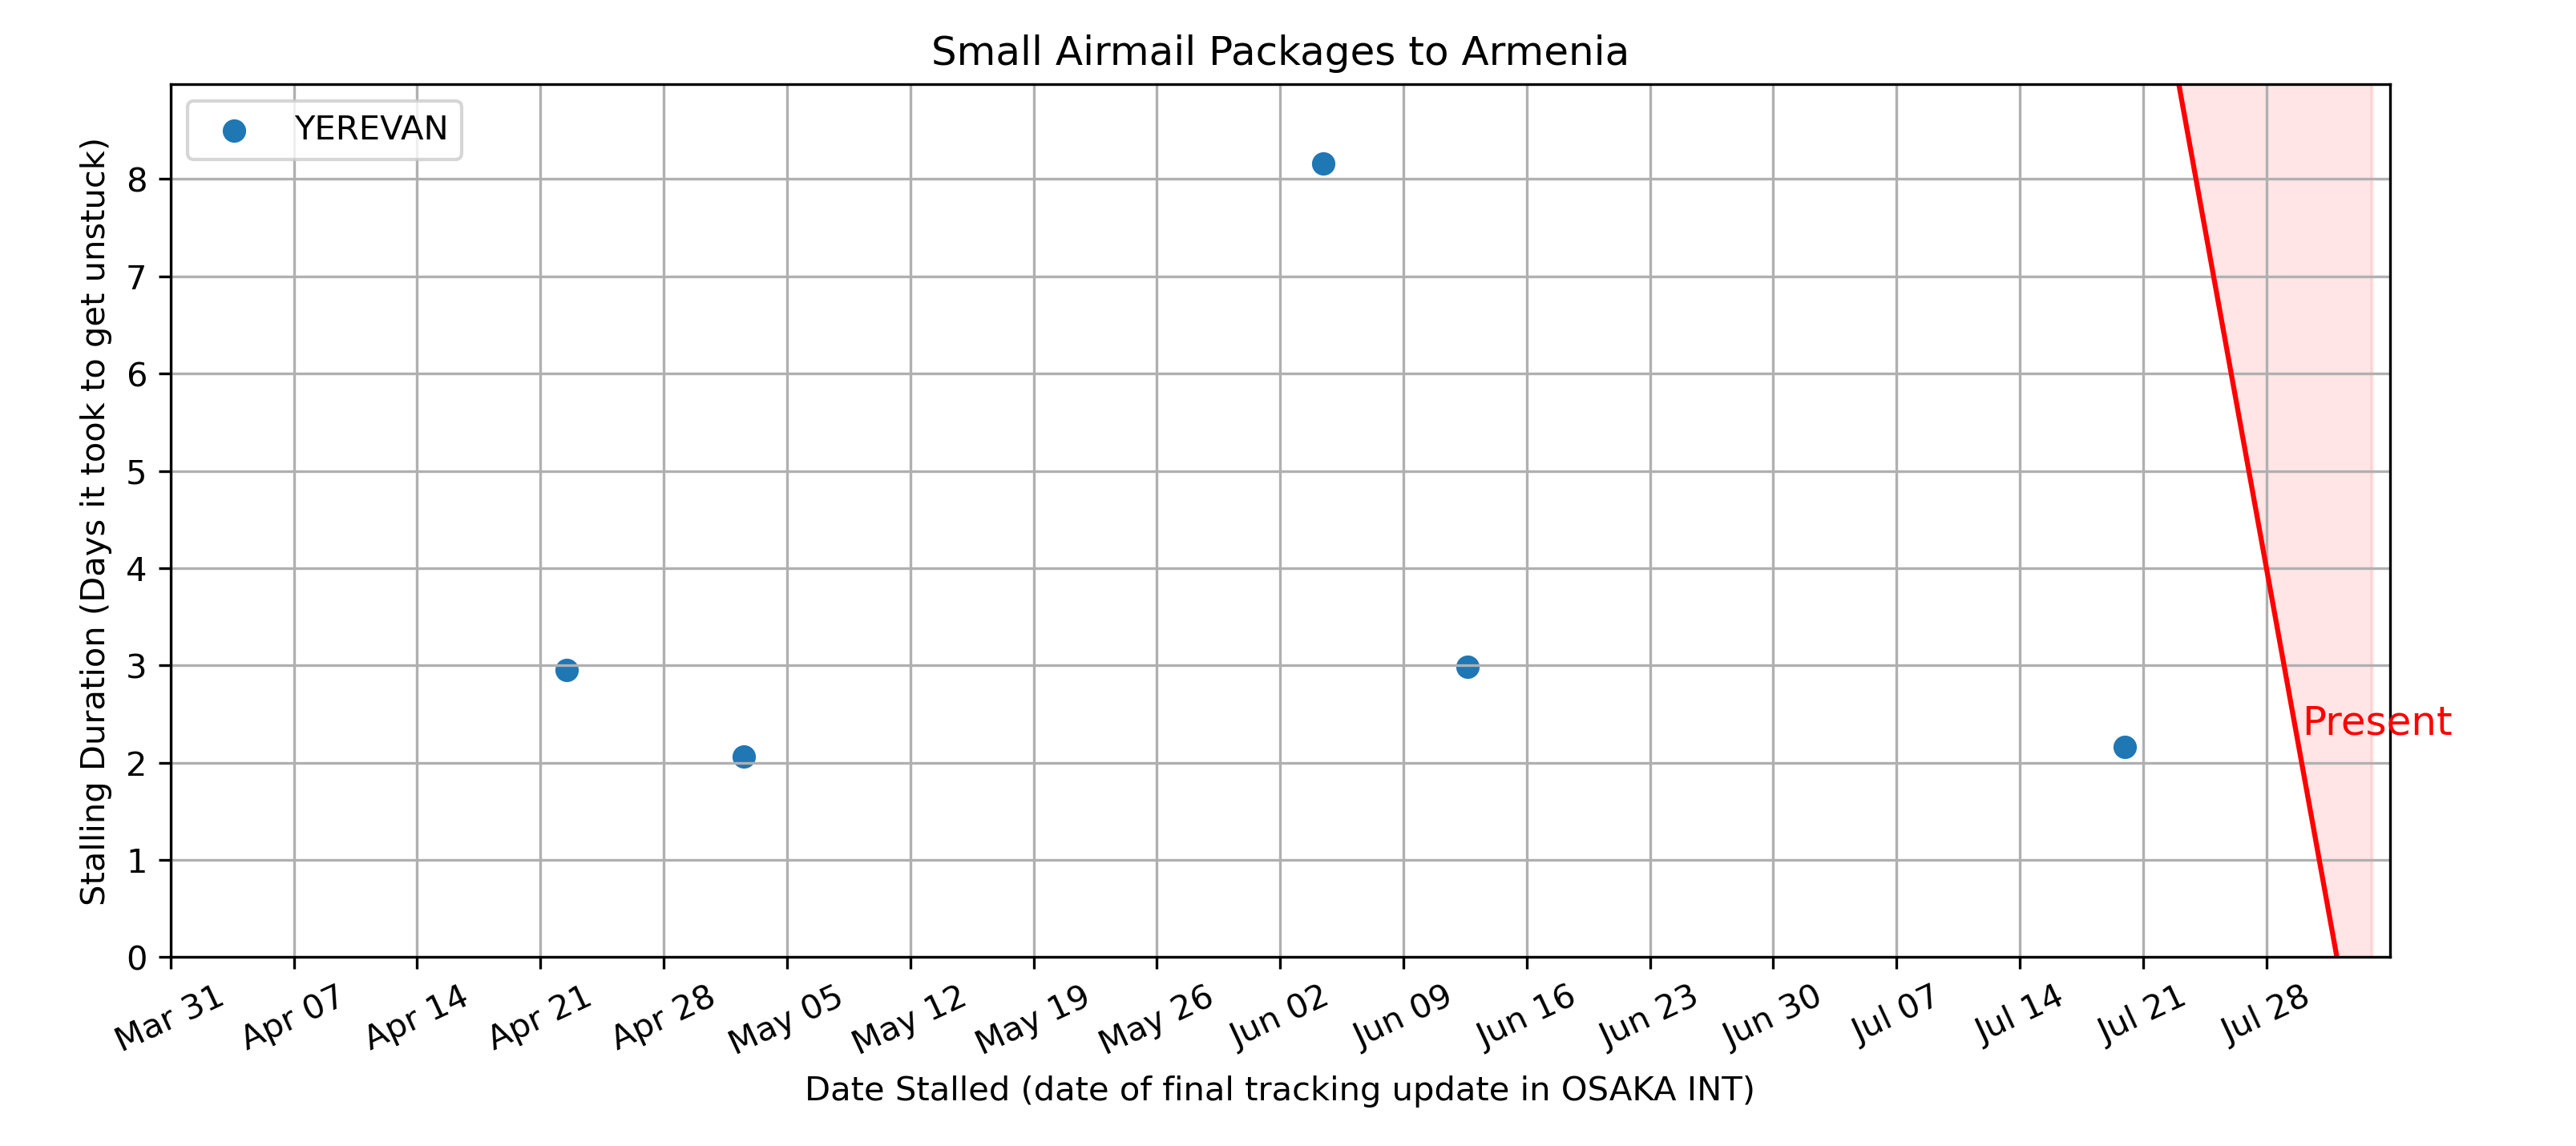 Small Airmail Packages to Armenia
YEREVAN
Stalling Duration (Days it took to get unstuck)
8
7
6
5
4
3
2
1
0
Present
Mar 31
Apr 07
Apr 14
Apr 21
Apr 28
May 05
May 12
May 19
May 26
Jun 02
Jun 09
Jun 16
Jun 23
Jun 30
Jul 07
Jul 14
Jul 21
Jul 28
Date Stalled (date of final tracking update in OSAKA INT)